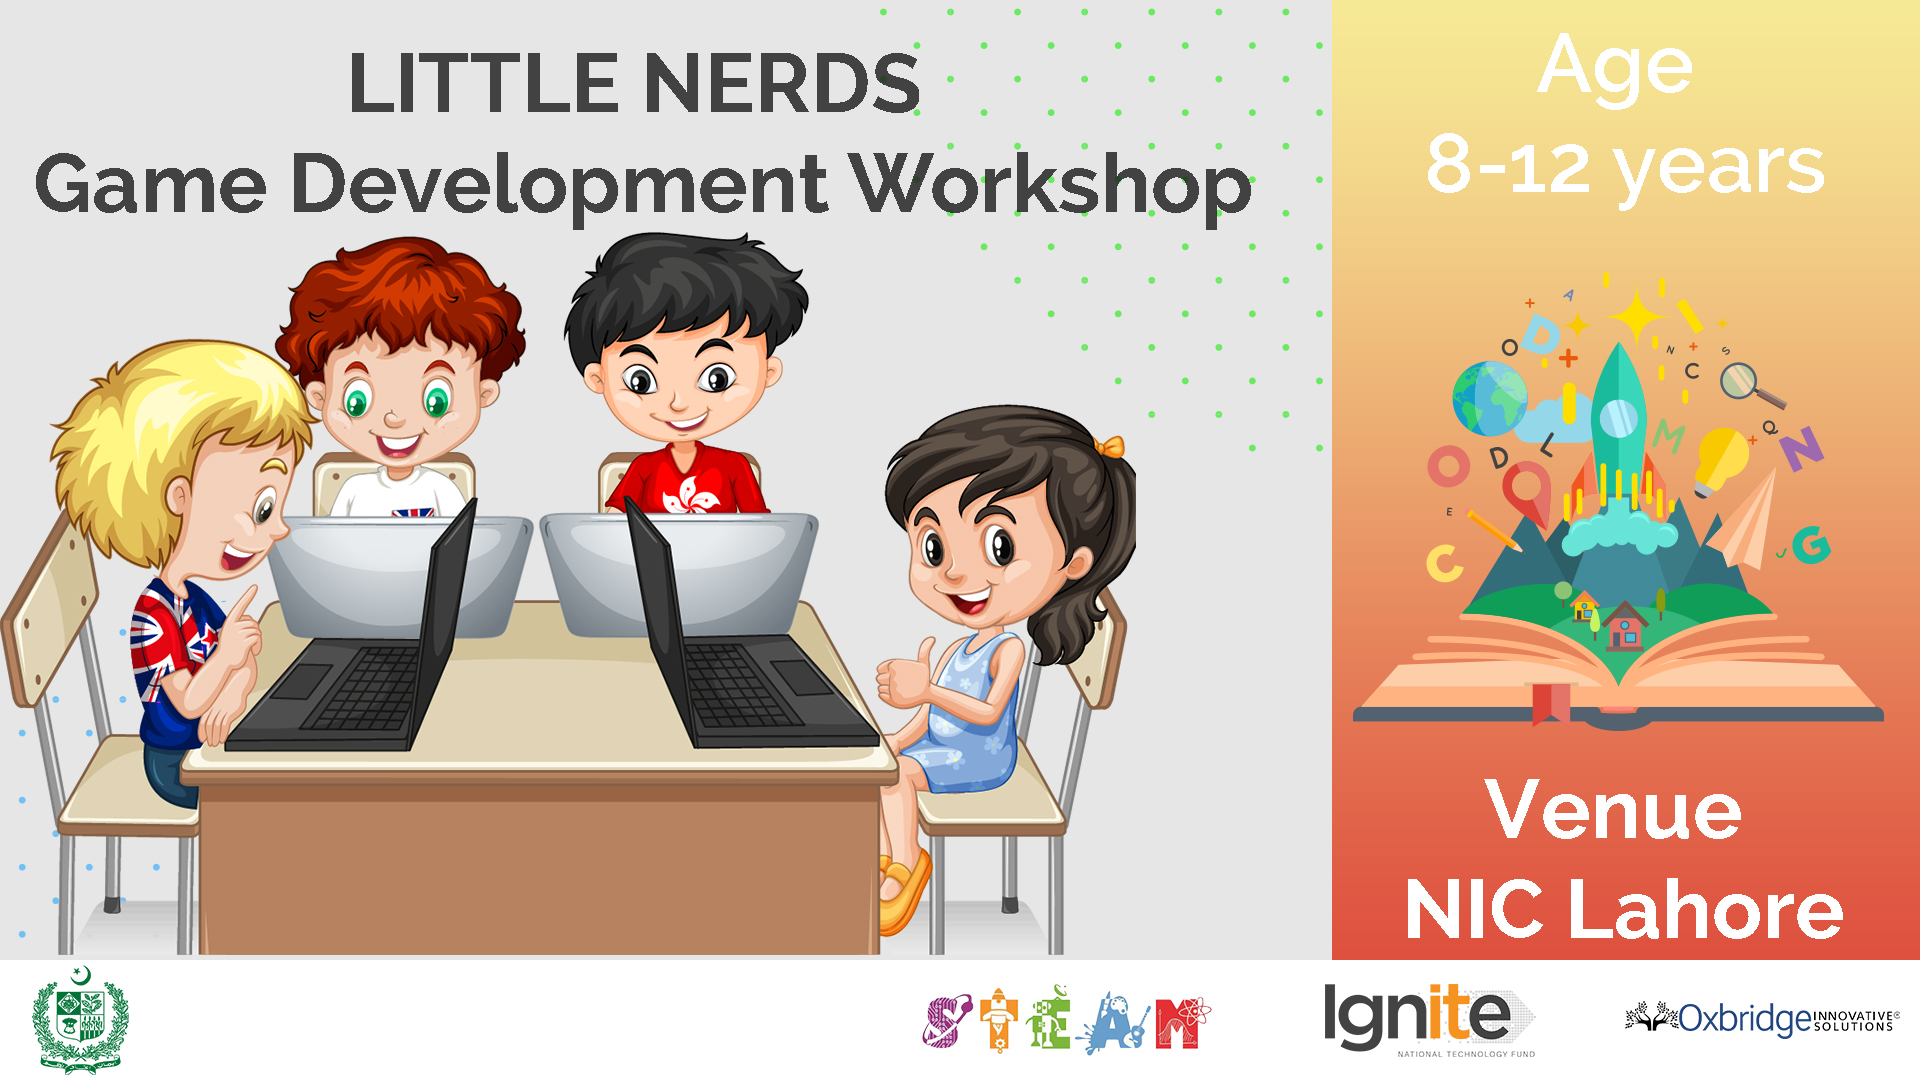 LITTLE NERDS
Game Development Workshop
Age
8-12 years
O
D
A
N
C
S
Q
N
M
L
D
O
E
C
G
J
Venue
NIC Lahore
STEAM
Ignite
NATIONAL TECHNOLOGY FUND
Oxbridge INNOVATIVE SOLUTIONS